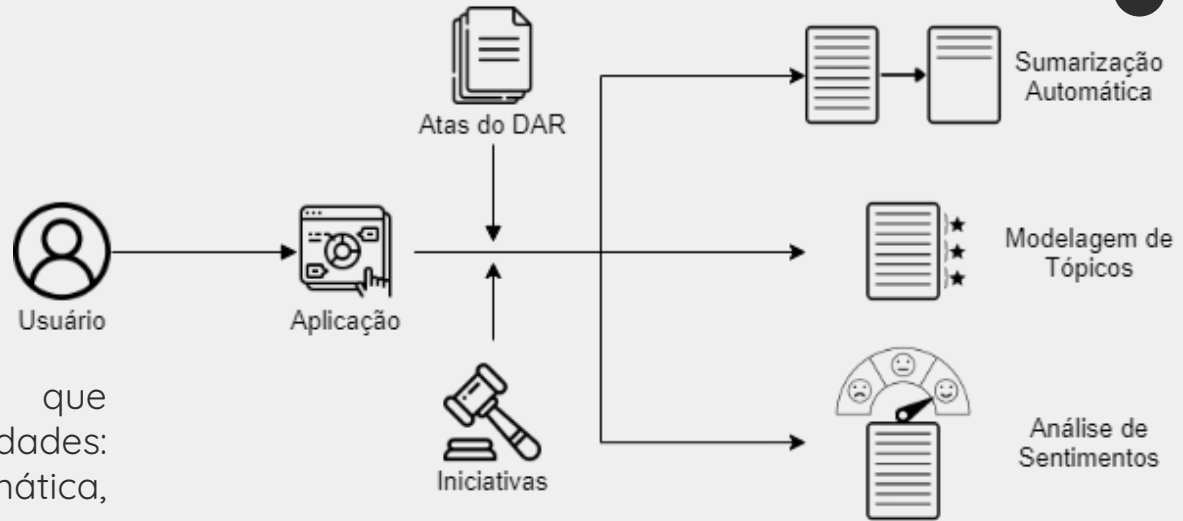 Atas do DAR
Sumarização
Automática
Usuário
Aplicação
Modelagem de
Tópicos
Iniciativas
Análise de
Sentimentos
que
dades:
nática,